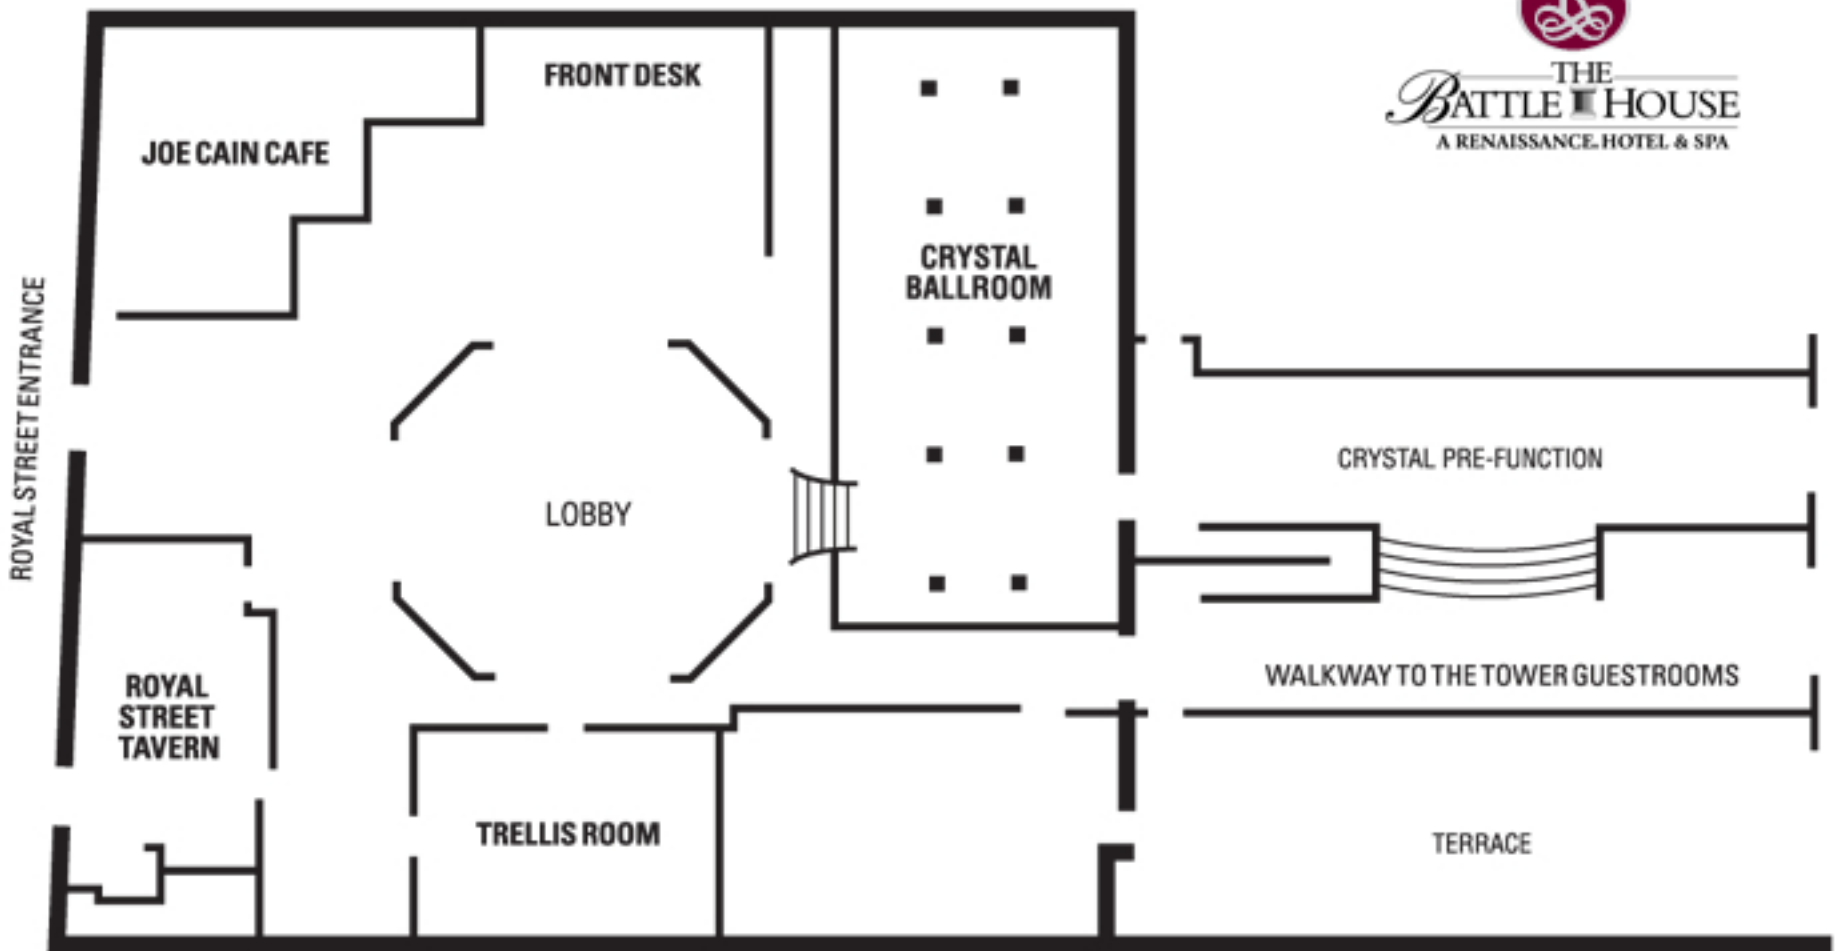 FRONT DESK
THE
BATTLE HOUSE
A RENAISSANCE HOTEL & SPA
JOE CAIN CAFE
CRYSTAL
BALLROOM
ROYAL STREET ENTRANCE
CRYSTAL PRE-FUNCTION
LOBBY
ROYAL
STREET
TAVERN
WALKWAY TO THE TOWER GUESTROOMS
TRELLIS ROOM
TERRACE